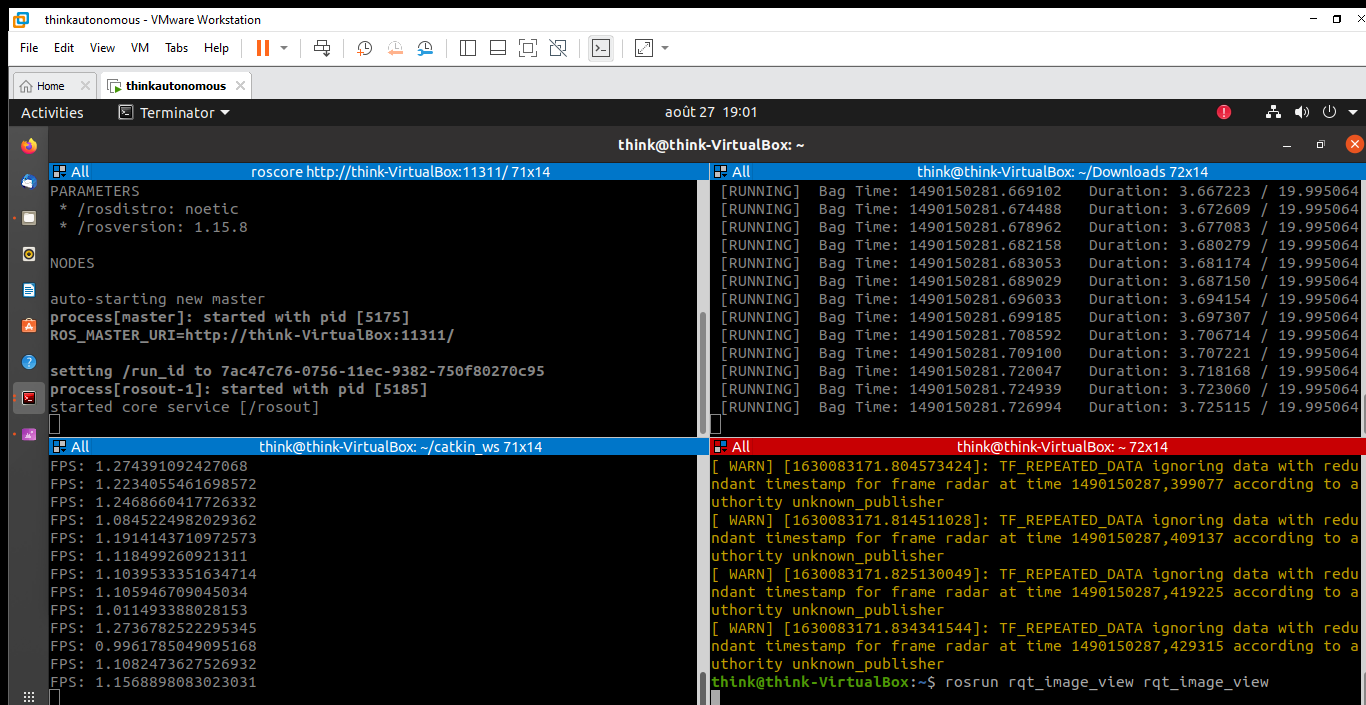 thinkautonomous - VMware Workstation
File Edit View VM Tabs Help
Home thinkautonomous
Activities Terminator août 27 19:01
think@think-VirtualBox: ~
All roscore http://think-VirtualBox:11311/ 71x14
PARAMETERS
* /rosdistro: noetic
* /rosversion: 1.15.8
NODES
auto-starting new master
process[master]: started with pid [5175]
ROS_MASTER_URI=http://think-VirtualBox:11311/
setting /run_id to 7ac47c76-0756-11ec-9382-750f80270c95
process[rosout-1]: started with pid [5185]
started core service [/rosout]
All think@think-VirtualBox: ~/Downloads 72x14
[RUNNING] Bag Time: 1490150281.669102 Duration: 3.667223 / 19.995064
[RUNNING] Bag Time: 1490150281.674488 Duration: 3.672609 / 19.995064
[RUNNING] Bag Time: 1490150281.678962 Duration: 3.677083 / 19.995064
[RUNNING] Bag Time: 1490150281.682158 Duration: 3.680279 / 19.995064
[RUNNING] Bag Time: 1490150281.683053 Duration: 3.681174 / 19.995064
[RUNNING] Bag Time: 1490150281.689029 Duration: 3.687150 / 19.995064
[RUNNING] Bag Time: 1490150281.696033 Duration: 3.694154 / 19.995064
[RUNNING] Bag Time: 1490150281.699185 Duration: 3.697307 / 19.995064
[RUNNING] Bag Time: 1490150281.708592 Duration: 3.706714 / 19.995064
[RUNNING] Bag Time: 1490150281.709100 Duration: 3.707221 / 19.995064
[RUNNING] Bag Time: 1490150281.720047 Duration: 3.718168 / 19.995064
[RUNNING] Bag Time: 1490150281.724939 Duration: 3.723060 / 19.995064
[RUNNING] Bag Time: 1490150281.726994 Duration: 3.725115 / 19.995064
All think@think-VirtualBox: ~/catkin_ws 71x14
FPS: 1.274391092427068
FPS: 1.2234055461698572
FPS: 1.2468660417726332
FPS: 1.0845224982029362
FPS: 1.1914143710972573
FPS: 1.118499260921311
FPS: 1.1039533351634714
FPS: 1.105946709045034
FPS: 1.011493388028153
FPS: 1.2736782522295345
FPS: 0.9961785049095168
FPS: 1.1082473627526932
FPS: 1.1568898083023031
All think@think-VirtualBox: ~ 72x14
[ WARN] [1630083171.804573424]: TF_REPEATED_DATA ignoring data with redu
ndant timestamp for frame radar at time 1490150287,399077 according to a
uthority unknown_publisher
[ WARN] [1630083171.814511028]: TF_REPEATED_DATA ignoring data with redu
ndant timestamp for frame radar at time 1490150287,409137 according to a
uthority unknown_publisher
[ WARN] [1630083171.825130049]: TF_REPEATED_DATA ignoring data with redu
ndant timestamp for frame radar at time 1490150287,419225 according to a
uthority unknown_publisher
[ WARN] [1630083171.834341544]: TF_REPEATED_DATA ignoring data with redu
ndant timestamp for frame radar at time 1490150287,429315 according to a
uthority unknown_publisher
think@think-VirtualBox:~$ rosrun rqt_image_view rqt_image_view